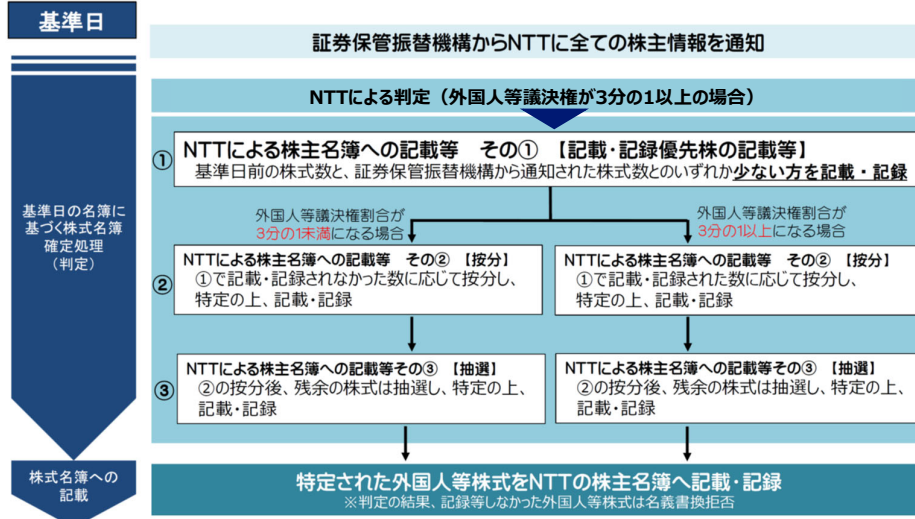 基準日
証券保管振替機構からNTTに全ての株主情報を通知
NTTによる判定（外国人等議決権が3分の1以上の場合）
基準日の名簿に
基づく株式名簿
確定処理
（判定）
①
NTTによる株主名簿への記載等　その①　【記載・記録優先株の記載等】
基準日前の株式数と、証券保管振替機構から通知された株式数とのいずれか少ない方を記載・記録
外国人等議決権割合が
3分の1未満になる場合
外国人等議決権割合が
3分の1以上になる場合
②
NTTによる株主名簿への記載等　その②　【按分】
①で記載・記録されなかった数に応じて按分し、
特定の上、記載・記録
NTTによる株主名簿への記載等　その②　【按分】
①で記載・記録された数に応じて按分し、
特定の上、記載・記録
③
NTTによる株主名簿への記載等その③　【抽選】
②の按分後、残余の株式は抽選し、特定の上、
記載・記録
NTTによる株主名簿への記載等その③　【抽選】
②の按分後、残余の株式は抽選し、特定の上、
記載・記録
株式名簿への
記載
特定された外国人等株式をNTTの株主名簿へ記載・記録
※判定の結果、記録等しなかった外国人等株式は名義書換拒否